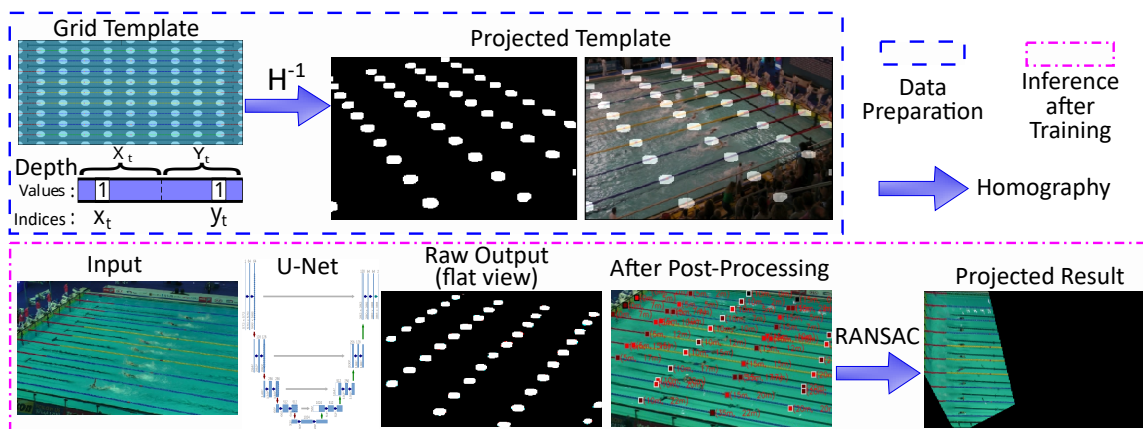 Grid Template
H-1
Projected Template
Data
Preparation
Inference
after
Training
Homography
Depth
Values :
Indices :
Xt
Yt
1
1
xt
yt
Input
U-Net
Raw Output
(flat view)
After Post-Processing
RANSAC
Projected Result